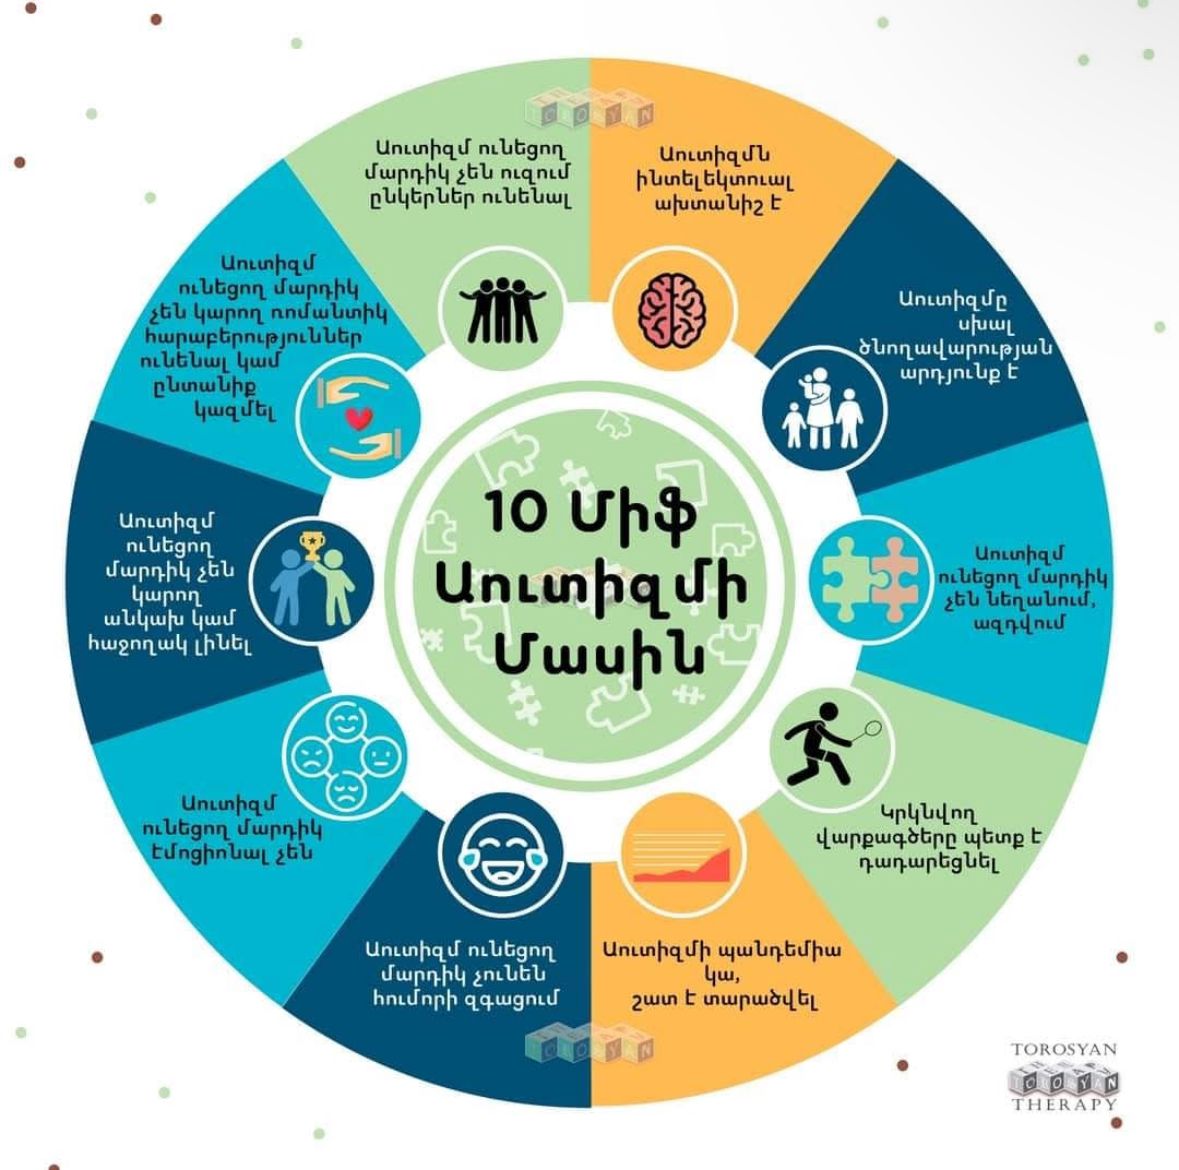 10 Միֆ
Աուտիզմի
Մասին
Աուտիզմն
ինտելեկտուալ
ախտանիշ է
Աուտիզմը
սխալ
ծնողավարության
արդյունք է
Աուտիզմ
ունեցող մարդիկ
չեն նեղանում,
ազդվում
Կրկնվող
վարքագծերը պետք է
դադարեցնել
Աուտիզմի պանդեմիա
կա,
շատ է տարածվել
Աուտիզմ ունեցող
մարդիկ չունեն
հումորի զգացում
Աուտիզմ
ունեցող մարդիկ
էմոցիոնալ չեն
Աուտիզմ
ունեցող
մարդիկ չեն
կարող
անկախ կամ
հաջողակ լինել
Աուտիզմ
ունեցող մարդիկ
չեն կարող ռոմանտիկ
հարաբերություններ
ունենալ կամ
ընտանիք
կազմել
Աուտիզմ ունեցող
մարդիկ չեն ուզում
ընկերներ ունենալ
TOROSYAN
TOROSYAN
TOROSYAN
TOROSYAN
THERAPY